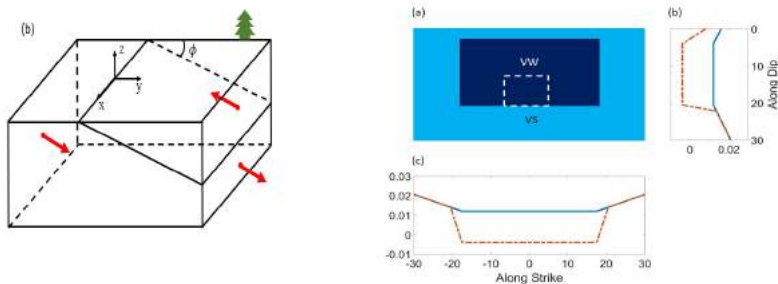 (b)
z
ϕ
y
x
(a)
VW
VS
(b)
0
10
20
30
0
0.02
Along Dip
(c)
0.03
0.02
0.01
0
-0.01
-30
-20
-10
0
10
20
30
Along Strike